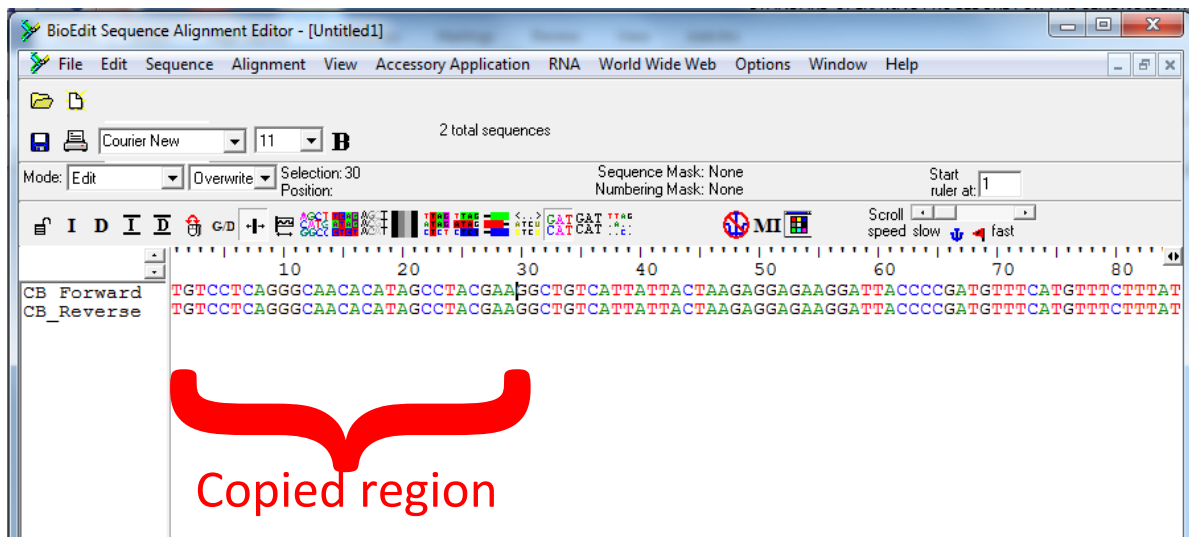 BioEdit Sequence Alignment Editor - [Untitled1]
File Edit Sequence Alignment View Accessory Application RNA World Wide Web Options Window Help
Courier New 11 B 2 total sequences
Mode: Edit Overwrite Selection: 30
Position:
Sequence Mask: None
Numbering Mask: None
Start
ruler at: 1
I D I D G/D MI
Scroll
speed slow fast
10 20 30 40 50 60 70 80
CB Forward TGTCCTCAGGGCAACACATAGCCTACGAAGGCTGTCATTATTACTAAGAGGAGAAGGATTACCCCGATGTTTCATGTTTCTTTAT
CB_Reverse TGTCCTCAGGGCAACACATAGCCTACGAAGGCTGTCATTATTACTAAGAGGAGAAGGATTACCCCGATGTTTCATGTTTCTTTAT
Copied region